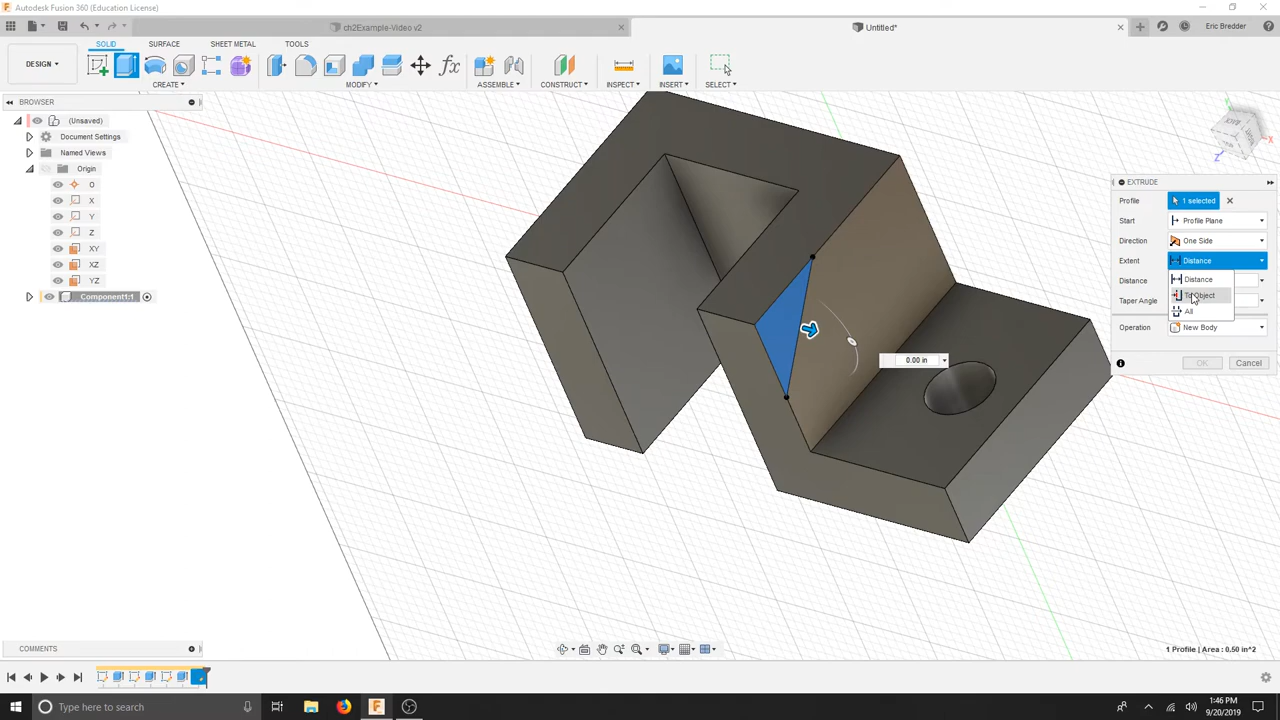 Autodesk Fusion 360 (Education License)
ch2Example-Video v2
Untitled*
Eric Bredder
DESIGN
SOLID SURFACE SHEET METAL TOOLS
CREATE MODIFY ASSEMBLE CONSTRUCT INSPECT INSERT SELECT
BROWSER
(Unsaved)
Document Settings
Named Views
Origin
O
X
Y
Z
XY
XZ
YZ
Component1:1
X
Z
EXTRUDE
Profile 1 selected
Start Profile Plane
Direction One Side
Extent Distance
Distance
Distance
To Object
Taper Angle
All
Operation New Body
OK Cancel
0.00 in
COMMENTS
1 Profile | Area : 0.50 in^2
Type here to search
1:46 PM
9/20/2019